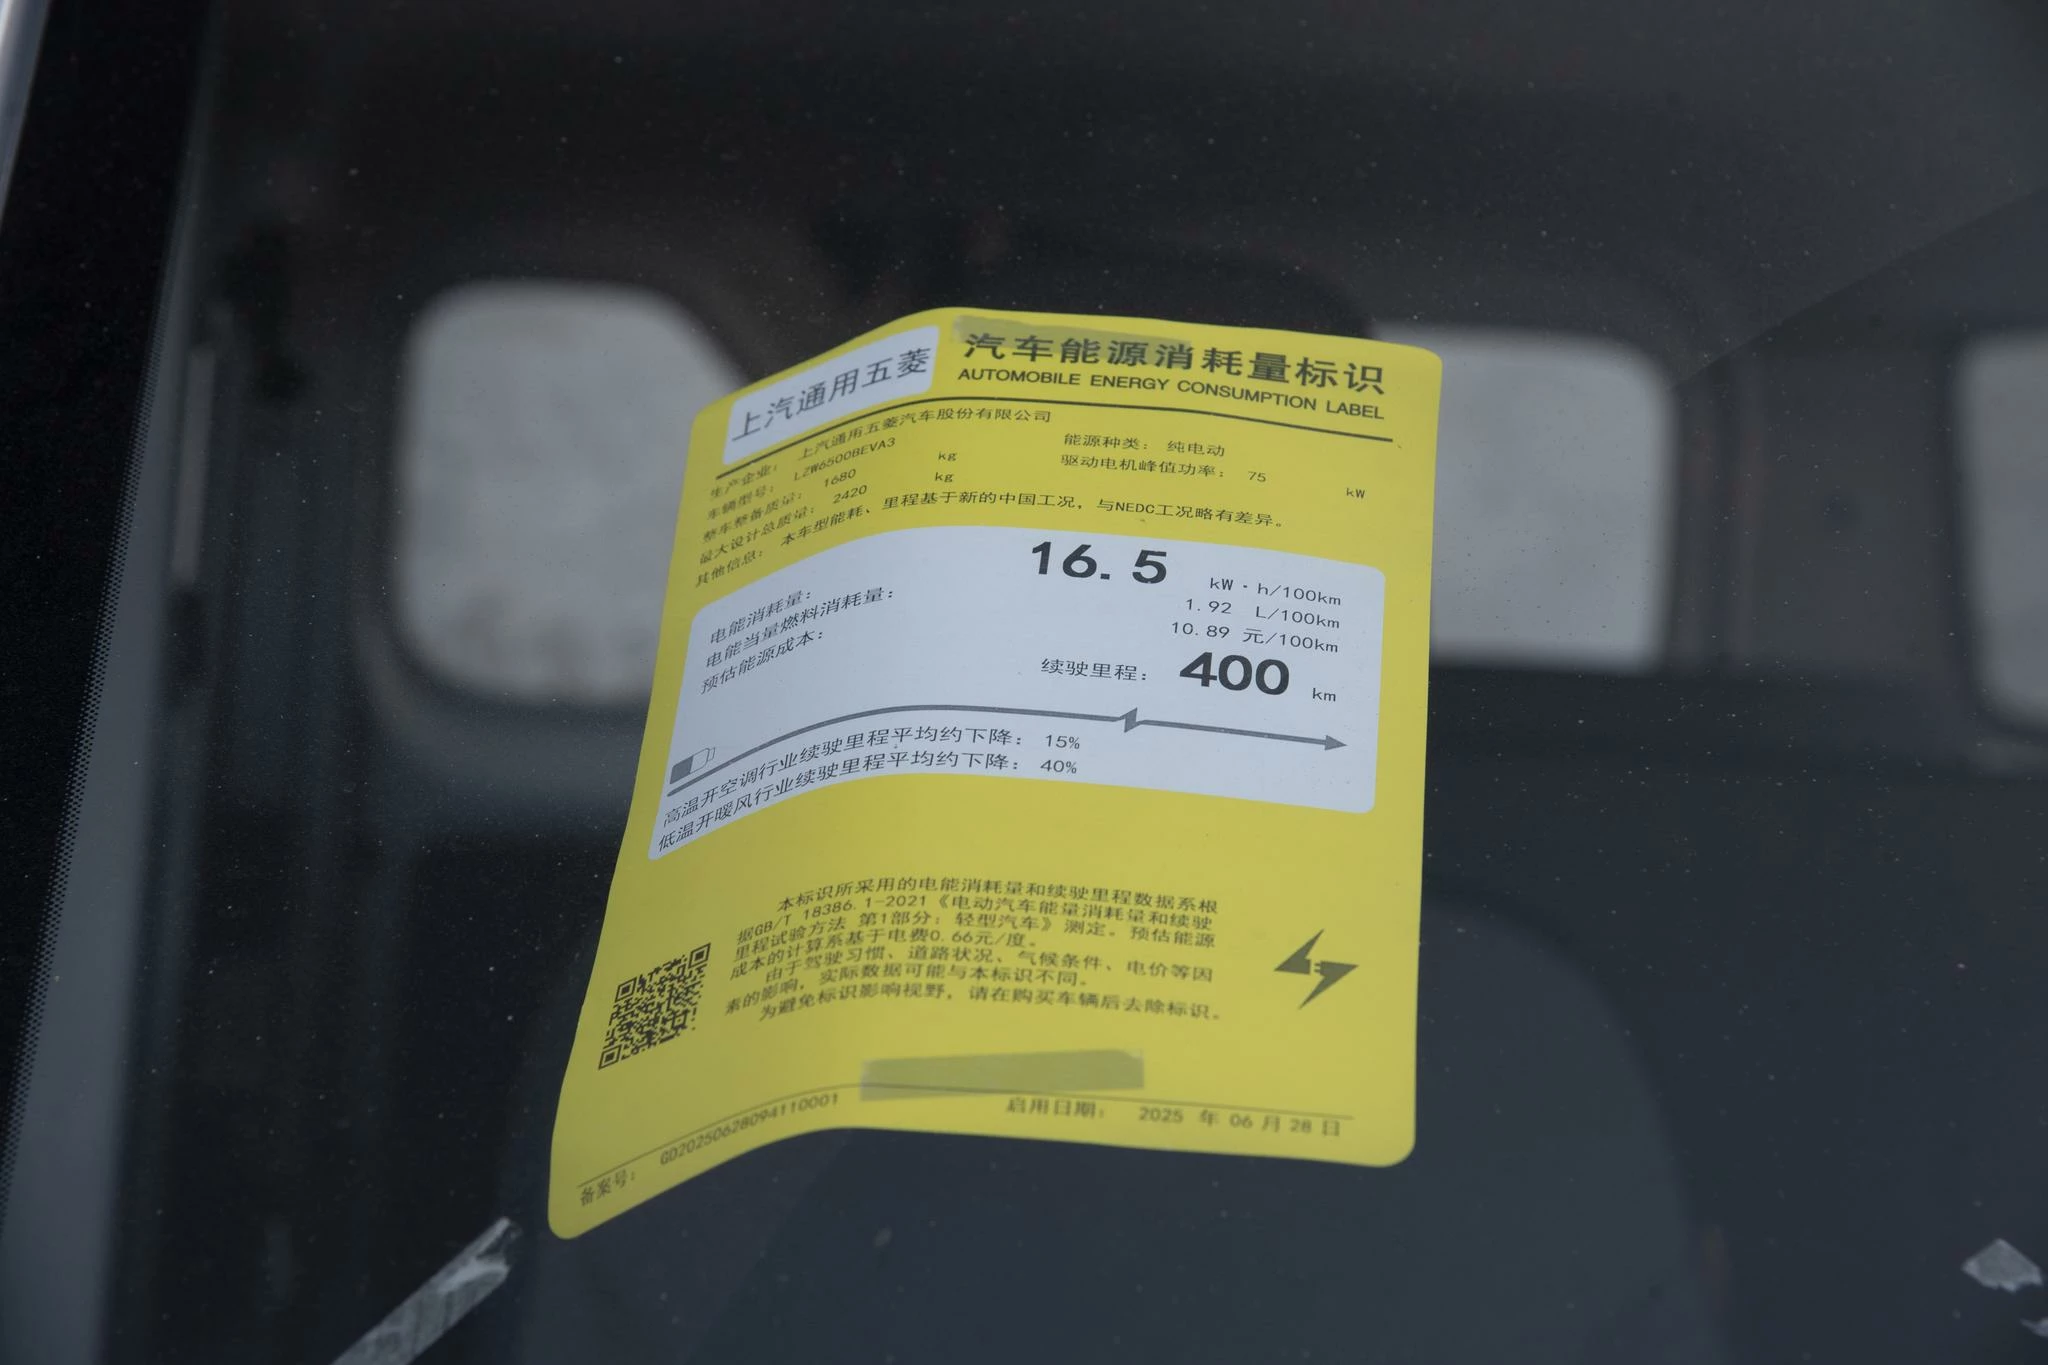 上汽通用五菱
汽车能源消耗量标识
AUTOMOBILE ENERGY CONSUMPTION LABEL
生产企业： 上汽通用五菱汽车股份有限公司
车辆型号： LZW6500BEVA3
能源种类： 纯电动
整车整备质量： 1680 kg
驱动电机峰值功率： 75 kW
最大设计总质量： 2420 kg
其他信息： 本车型能耗、里程基于新的中国工况，与NEDC工况略有差异。
电能消耗量： 16.5 kW·h/100km
电能当量燃料消耗量： 1.92 L/100km
预估能源成本： 10.89 元/100km
续驶里程： 400 km
高温开空调行业续驶里程平均约下降： 15%
低温开暖风行业续驶里程平均约下降： 40%
本标识所采用的电能消耗量和续驶里程数据系根
据GB/T 18386.1-2021《电动汽车能量消耗量和续驶
里程试验方法 第1部分：轻型汽车》测定。预估能源
成本的计算系基于电费0.66元/度。
由于驾驶习惯、道路状况、气候条件、电价等因
素的影响，实际数据可能与本标识不同。
为避免标识影响视野，请在购买车辆后去除标识。
备案号： GD20250628094110001
启用日期： 2025 年 06 月 28 日